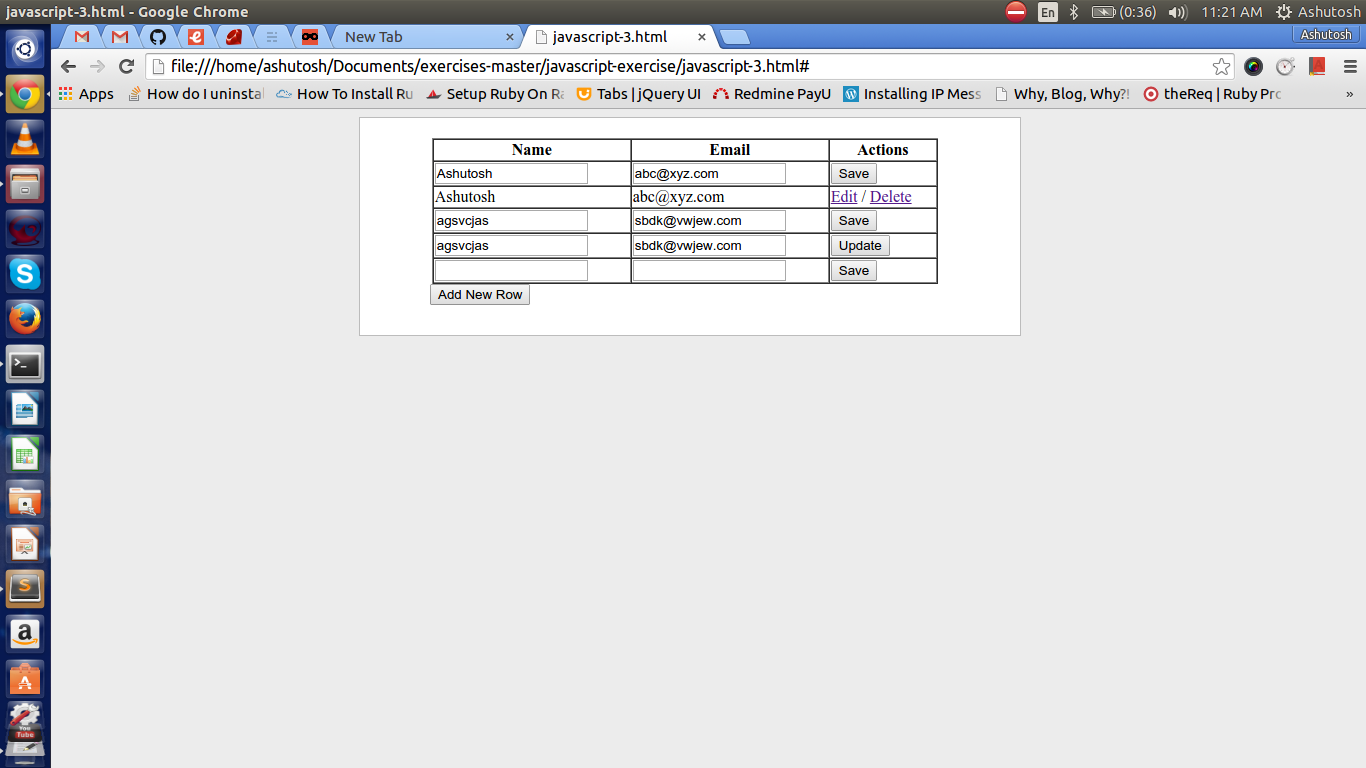 javascript-3.html - Google Chrome
En (0:36) 11:21 AM Ashutosh
New Tab × javascript-3.html × Ashutosh
file:///home/ashutosh/Documents/exercises-master/javascript-exercise/javascript-3.html#
Apps How do I uninstal How To Install Ru Setup Ruby On Ra Tabs | jQuery UI Redmine PayU Installing IP Mess Why, Blog, Why?! theReq | Ruby Pro »
Name Email Actions
Ashutosh abc@xyz.com Save
Ashutosh abc@xyz.com Edit / Delete
agsvcjas sbdk@vwjew.com Save
agsvcjas sbdk@vwjew.com Update
Save
Add New Row
You Tube